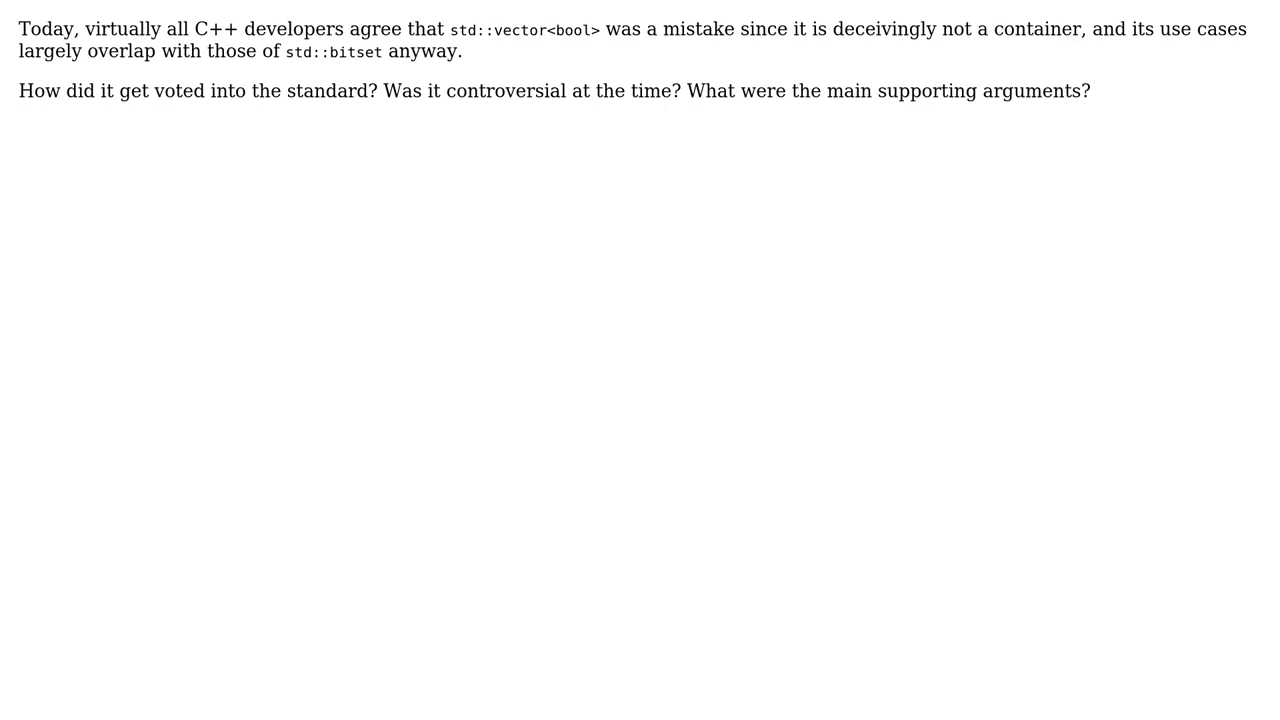 Today, virtually all C++ developers agree that std::vector<bool> was a mistake since it is deceivingly not a container, and its use cases
largely overlap with those of std::bitset anyway.
How did it get voted into the standard? Was it controversial at the time? What were the main supporting arguments?